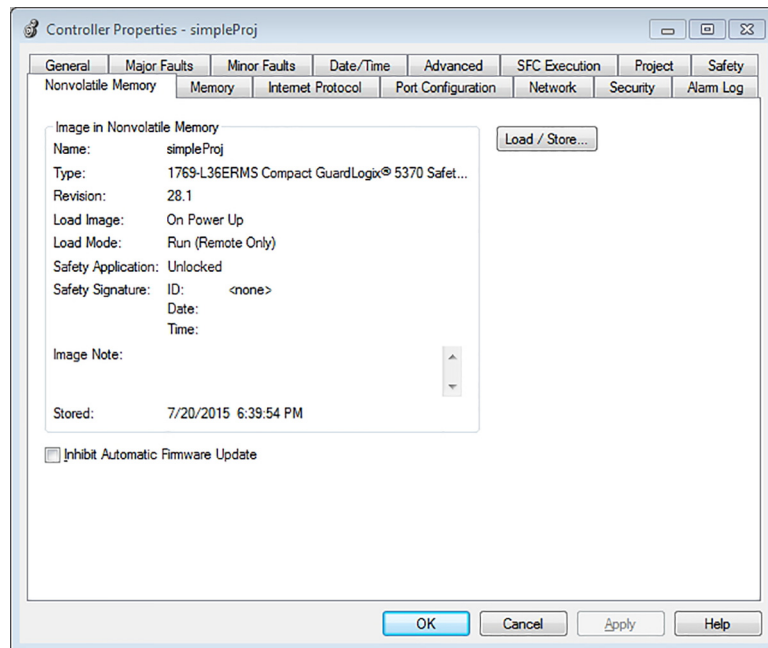 Controller Properties - simpleProj
General Major Faults Minor Faults Date/Time Advanced SFC Execution Project Safety
Nonvolatile Memory Memory Internet Protocol Port Configuration Network Security Alarm Log
Image in Nonvolatile Memory
Load / Store...
Name: simpleProj
Type: 1769-L36ERMS Compact GuardLogix® 5370 Safet...
Revision: 28.1
Load Image: On Power Up
Load Mode: Run (Remote Only)
Safety Application: Unlocked
Safety Signature: ID: <none>
Date:
Time:
Image Note:
Stored: 7/20/2015 6:39:54 PM
Inhibit Automatic Firmware Update
OK Cancel Apply Help